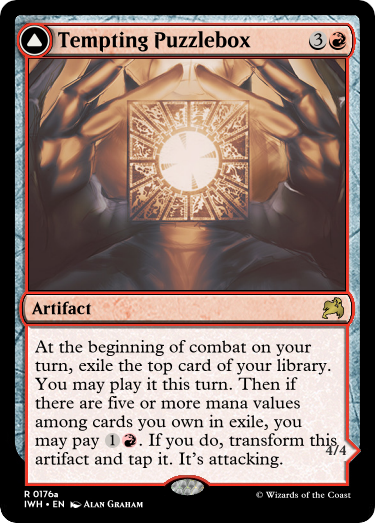 Tempting Puzzlebox 3
Artifact
At the beginning of combat on your
turn, exile the top card of your library.
You may play it this turn. Then if
there are five or more mana values
among cards you own in exile, you
may pay 1. If you do, transform this
artifact and tap it. It's attacking.
4/4
R 0176a
IWH • EN Alan Graham © Wizards of the Coast